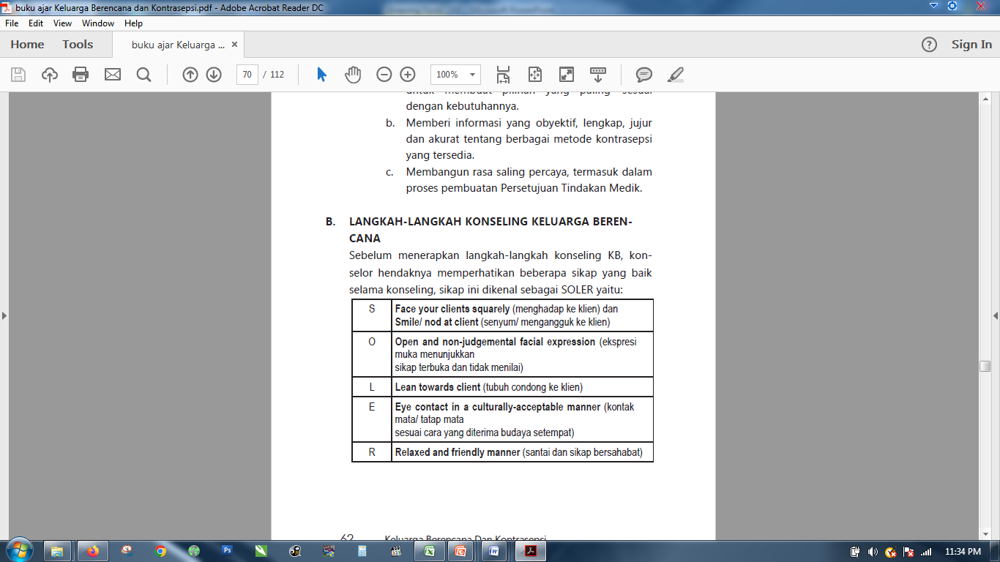 buku ajar Keluarga Berencana dan Kontrasepsi.pdf - Adobe Acrobat Reader DC
File Edit View Window Help
Home Tools buku ajar Keluarga ... × ? Sign In
70 / 112 100%
untuk membuat pilihan yang paling sesuai
dengan kebutuhannya.
b. Memberi informasi yang obyektif, lengkap, jujur
dan akurat tentang berbagai metode kontrasepsi
yang tersedia.
c. Membangun rasa saling percaya, termasuk dalam
proses pembuatan Persetujuan Tindakan Medik.
B. LANGKAH-LANGKAH KONSELING KELUARGA BEREN-
CANA
Sebelum menerapkan langkah-langkah konseling KB, kon-
selor hendaknya memperhatikan beberapa sikap yang baik
selama konseling, sikap ini dikenal sebagai SOLER yaitu:
S Face your clients squarely (menghadap ke klien) dan
Smile/ nod at client (senyum/ mengangguk ke klien)
O Open and non-judgemental facial expression (ekspresi
muka menunjukkan
sikap terbuka dan tidak menilai)
L Lean towards client (tubuh condong ke klien)
E Eye contact in a culturally-acceptable manner (kontak
mata/ tatap mata
sesuai cara yang diterima budaya setempat)
R Relaxed and friendly manner (santai dan sikap bersahabat)
62 Keluarga Berencana Dan Kontrasepsi
Ps
11:34 PM